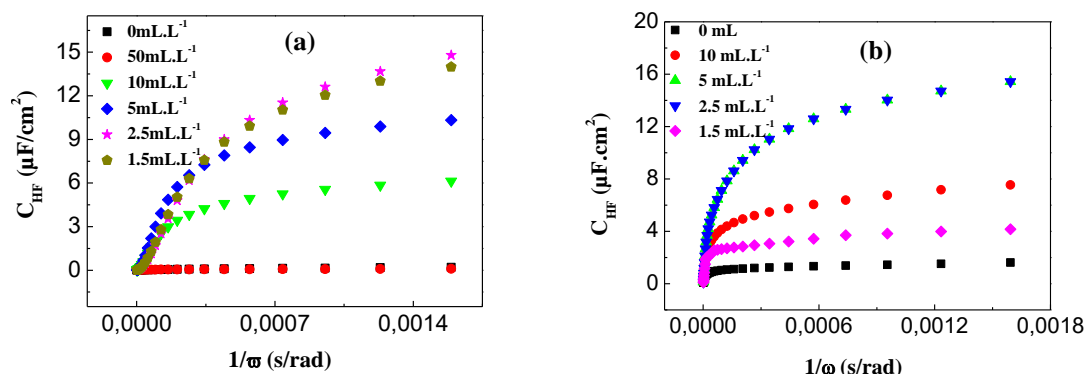 (a)
0mL.L-1
50mL.L-1
10mL.L-1
5mL.L-1
2.5mL.L-1
1.5mL.L-1
15
12
9
6
3
0
CHF (µF/cm2)
0,0000 0,0007 0,0014
1/ϖ (s/rad)
(b)
0 mL
10 mL.L-1
5 mL.L-1
2.5 mL.L-1
1.5 mL.L-1
20
16
12
8
4
0
CHF (µF.cm2)
0,0000 0,0006 0,0012 0,0018
1/ω (s/rad)